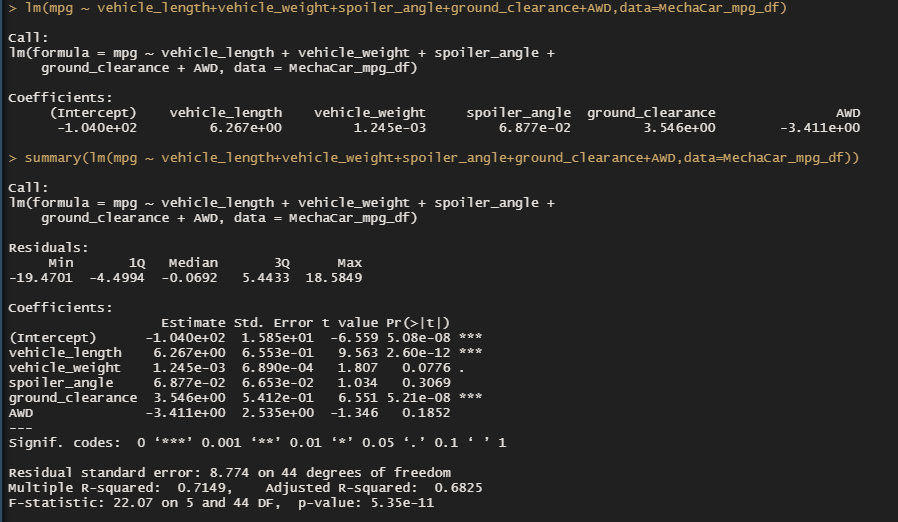 > lm(mpg ~ vehicle_length+vehicle_weight+spoiler_angle+ground_clearance+AWD,data=MechaCar_mpg_df)
Call:
lm(formula = mpg ~ vehicle_length + vehicle_weight + spoiler_angle +
    ground_clearance + AWD, data = MechaCar_mpg_df)
Coefficients:
     (Intercept)    vehicle_length    vehicle_weight     spoiler_angle  ground_clearance               AWD
      -1.040e+02         6.267e+00         1.245e-03         6.877e-02         3.546e+00        -3.411e+00
> summary(lm(mpg ~ vehicle_length+vehicle_weight+spoiler_angle+ground_clearance+AWD,data=MechaCar_mpg_df))
Call:
lm(formula = mpg ~ vehicle_length + vehicle_weight + spoiler_angle +
    ground_clearance + AWD, data = MechaCar_mpg_df)
Residuals:
     Min       1Q   Median       3Q      Max
-19.4701  -4.4994  -0.0692   5.4433  18.5849
Coefficients:
                   Estimate Std. Error t value Pr(>|t|)
(Intercept)      -1.040e+02  1.585e+01  -6.559 5.08e-08 ***
vehicle_length    6.267e+00  6.553e-01   9.563 2.60e-12 ***
vehicle_weight    1.245e-03  6.890e-04   1.807   0.0776 .
spoiler_angle     6.877e-02  6.653e-02   1.034   0.3069
ground_clearance  3.546e+00  5.412e-01   6.551 5.21e-08 ***
AWD              -3.411e+00  2.535e+00  -1.346   0.1852
---
Signif. codes:  0 ‘***’ 0.001 ‘**’ 0.01 ‘*’ 0.05 ‘.’ 0.1 ‘ ’ 1
Residual standard error: 8.774 on 44 degrees of freedom
Multiple R-squared:  0.7149,    Adjusted R-squared:  0.6825
F-statistic: 22.07 on 5 and 44 DF,  p-value: 5.35e-11